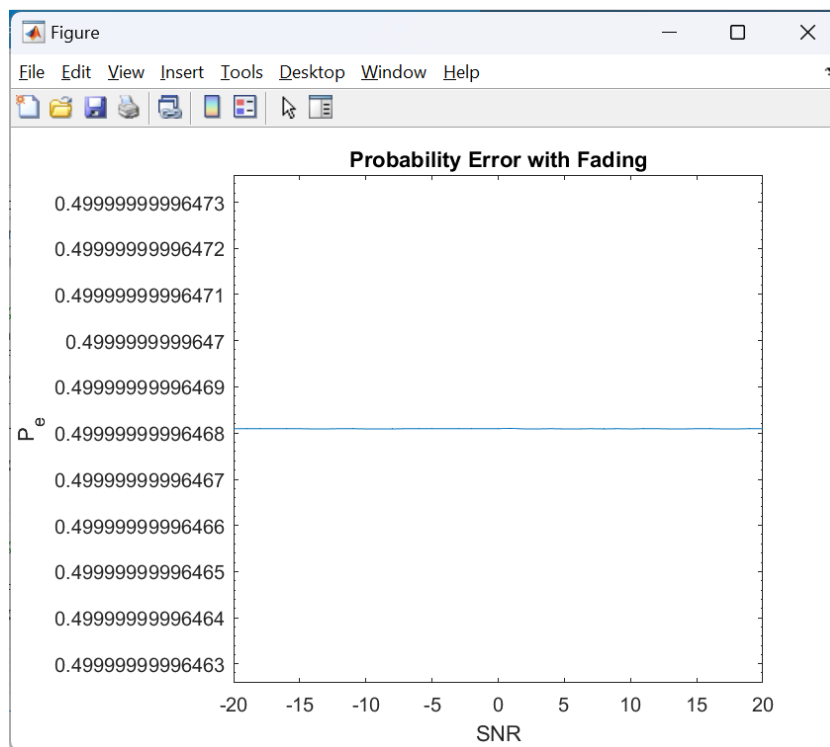 Figure
File Edit View Insert Tools Desktop Window Help
Probability Error with Fading
0.49999999996473
0.49999999996472
0.49999999996471
0.4999999999647
0.49999999996469
0.49999999996468
0.49999999996467
0.49999999996466
0.49999999996465
0.49999999996464
0.49999999996463
P_e
-20 -15 -10 -5 0 5 10 15 20
SNR